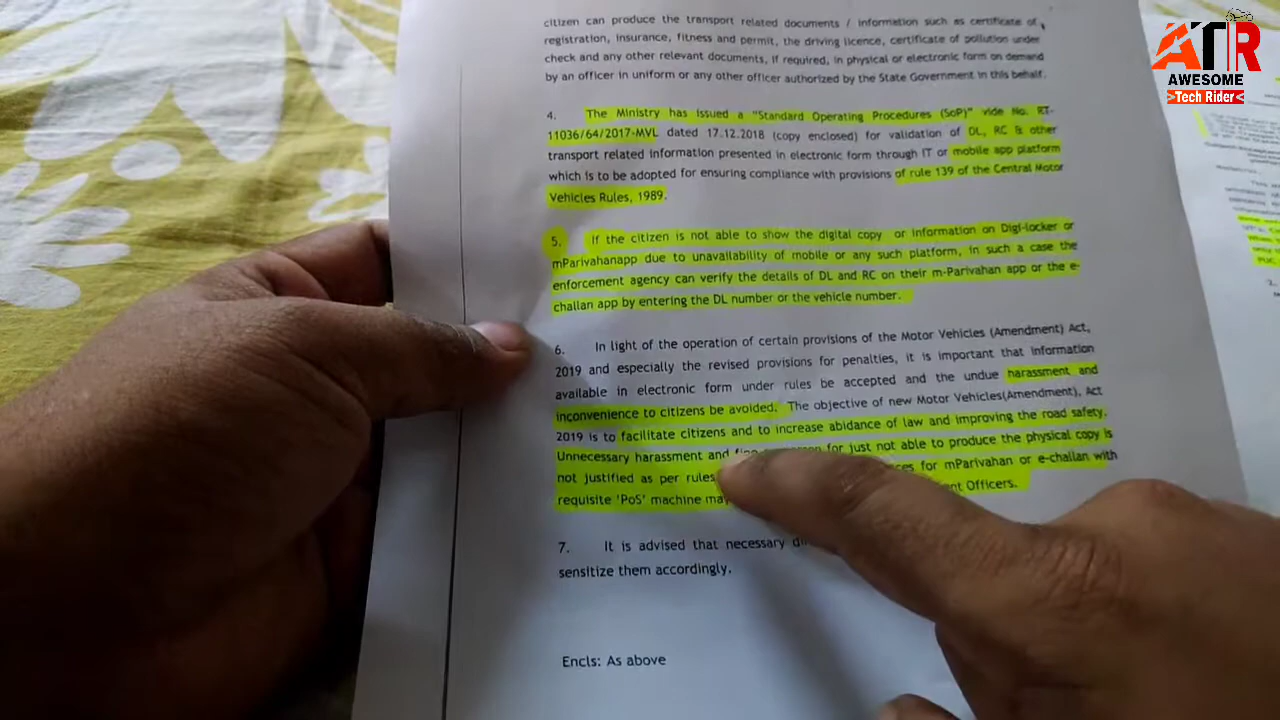 citizen can produce the transport related documents / information such as certificate of
registration, insurance, fitness and permit, the driving licence, certificate of pollution under
check and any other relevant documents, if required, in physical or electronic form on demand
by an officer in uniform or any other officer authorized by the State Government in this behalf.
4. The Ministry has issued a "Standard Operating Procedures (SoP)" vide No. RT-
11036/64/2017-MVL dated 17.12.2018 (copy enclosed) for validation of DL, RC & other
transport related information presented in electronic form through IT or mobile app platform
which is to be adopted for ensuring compliance with provisions of rule 139 of the Central Motor
Vehicles Rules, 1989.
5. If the citizen is not able to show the digital copy or information on Digi-locker or
mParivahanapp due to unavailability of mobile or any such platform, in such a case the
enforcement agency can verify the details of DL and RC on their m-Parivahan app or the e-
challan app by entering the DL number or the vehicle number.
6. In light of the operation of certain provisions of the Motor Vehicles (Amendment) Act,
2019 and especially the revised provisions for penalties, it is important that information
available in electronic form under rules be accepted and the undue harassment and
inconvenience to citizens be avoided. The objective of new Motor Vehicles(Amendment), Act
2019 is to facilitate citizens and to increase abidance of law and improving the road safety.
Unnecessary harassment and for just not able to produce the physical copy is
not justified as per rules for mParivahan or e-challan with
requisite 'PoS' machine may Officers.
7. It is advised that necessary
sensitize them accordingly.
Encls: As above
ATR
AWESOME
Tech Rider